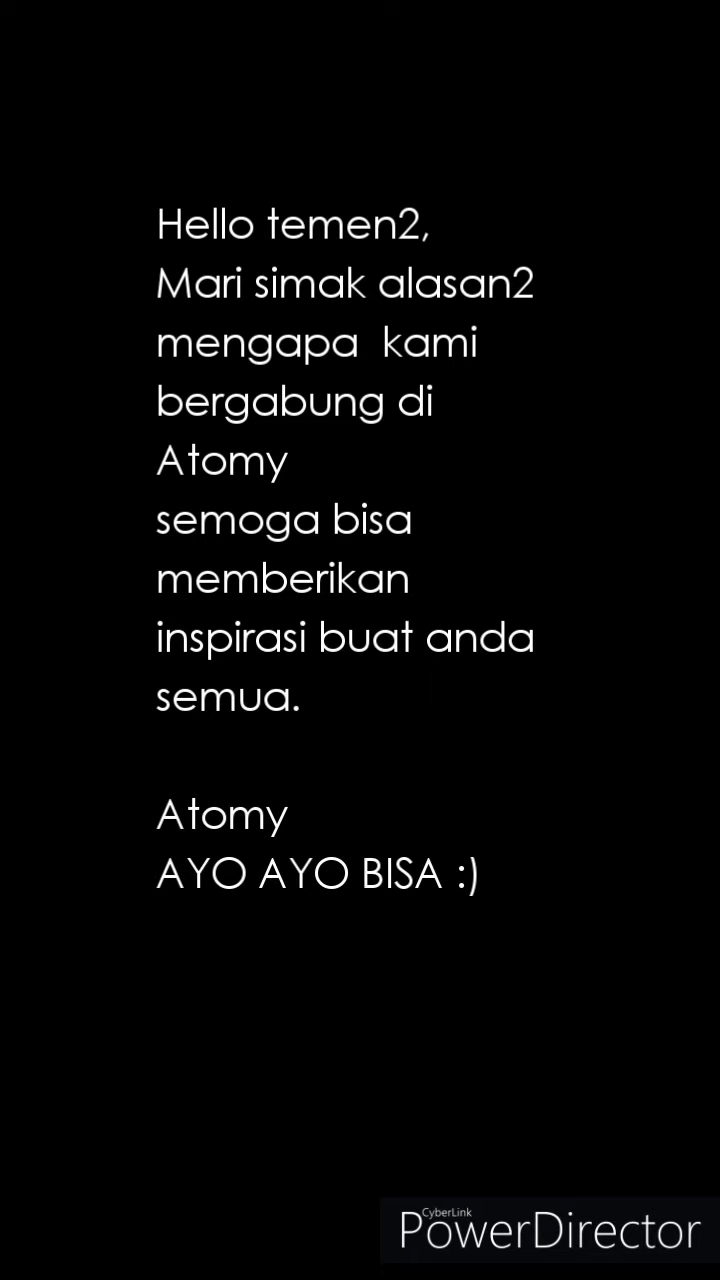 Hello temen2,
Mari simak alasan2
mengapa  kami
bergabung di
Atomy
semoga bisa
memberikan
inspirasi buat anda
semua.
Atomy
AYO AYO BISA :)
CyberLink
PowerDirector